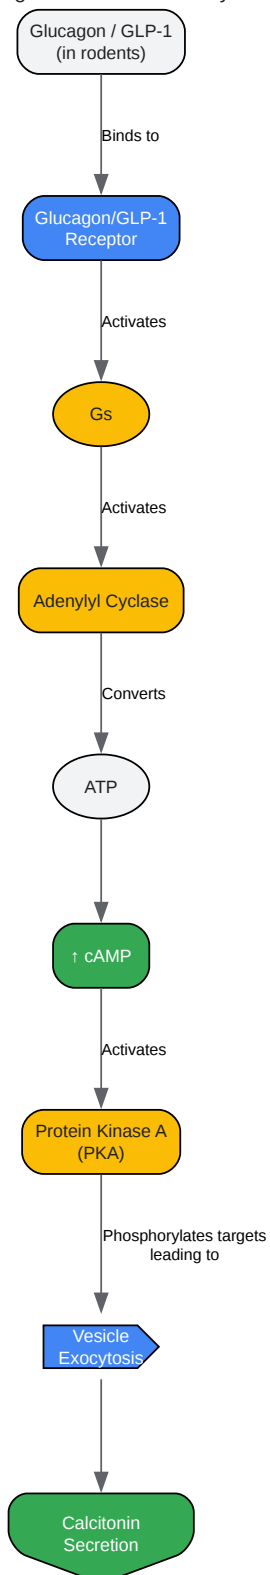 Glucagon / GLP-1
(in rodents)
Binds to
Glucagon/GLP-1
Receptor
Activates
Gs
Activates
Adenylyl Cyclase
Converts
ATP
↑ cAMP
Activates
Protein Kinase A
(PKA)
Phosphorylates targets
leading to
Vesicle
Exocytosis
Calcitonin
Secretion